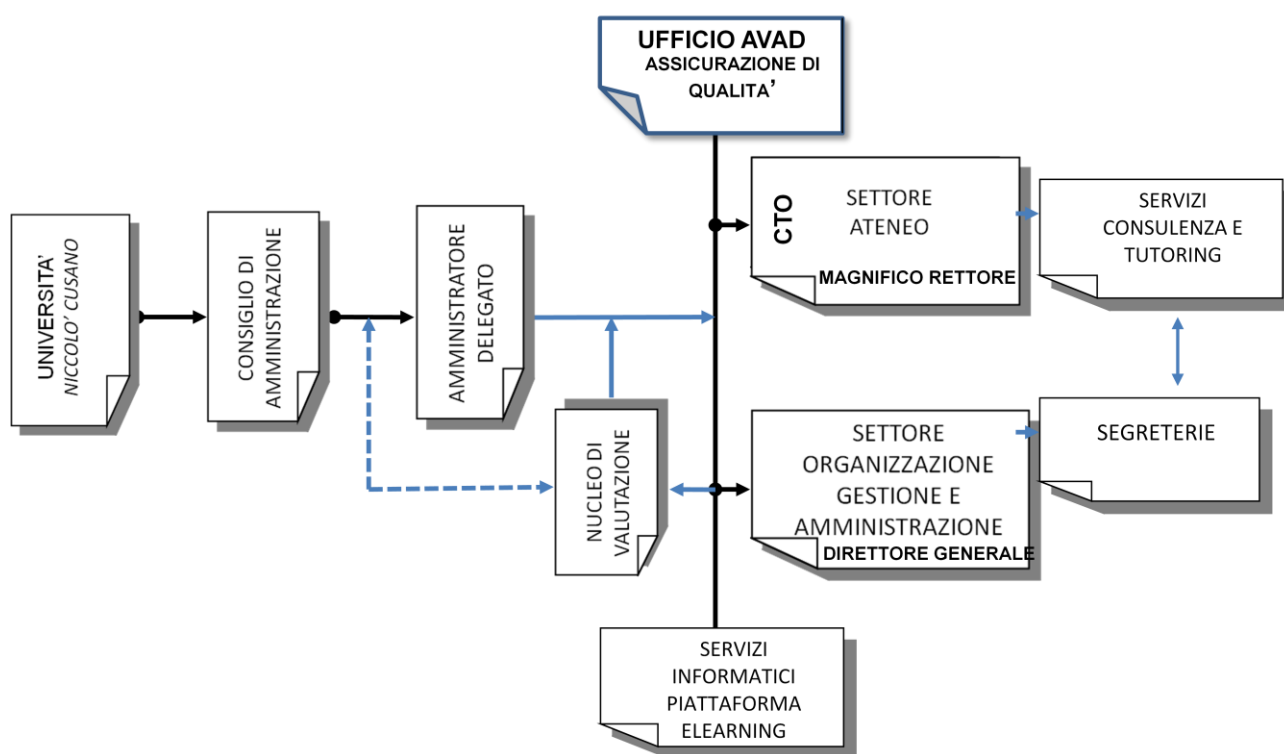 UFFICIO AVAD
ASSICURAZIONE DI
QUALITA’
UNIVERSITA’
NICCOLO’ CUSANO
CONSIGLIO DI
AMMINISTRAZIONE
AMMINISTRATORE
DELEGATO
NUCLEO DI
VALUTAZIONE
CTO
SETTORE
ATENEO
MAGNIFICO RETTORE
SERVIZI
CONSULENZA E
TUTORING
SETTORE
ORGANIZZAZIONE
GESTIONE E
AMMINISTRAZIONE
DIRETTORE GENERALE
SEGRETERIE
SERVIZI
INFORMATICI
PIATTAFORMA
ELEARNING